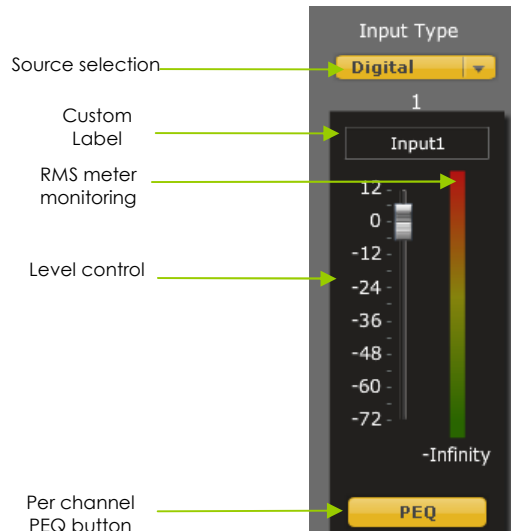 Input Type
Source selection
Digital
1
Custom
Label
Input1
RMS meter
monitoring
12
0
-12
Level control
-24
-36
-48
-60
-72
-Infinity
Per channel
PEQ button
PEQ